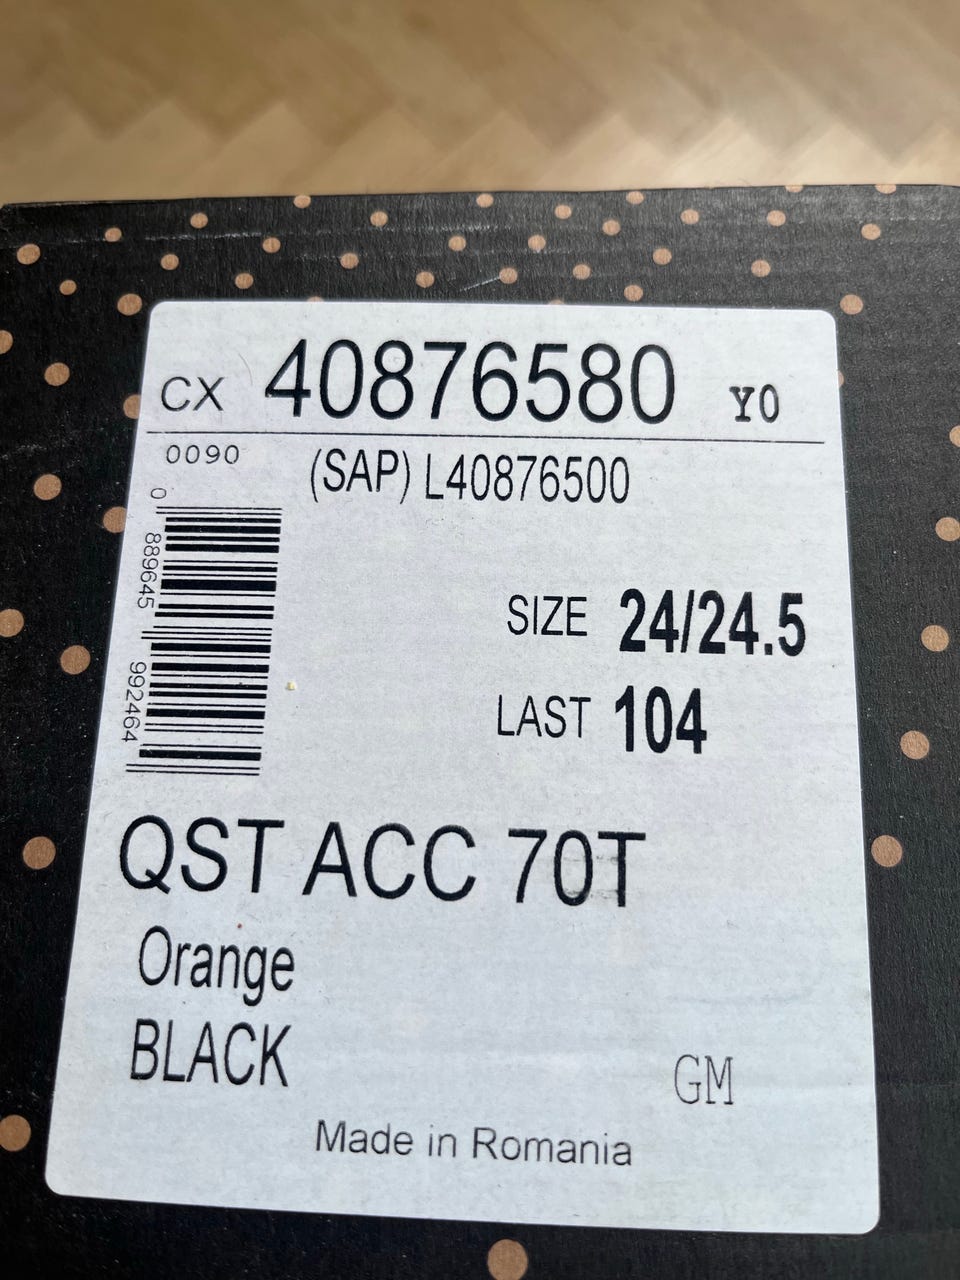 CX 40876580 Y0
0090 (SAP) L40876500
0 889645 992464
SIZE 24/24.5
LAST 104
QST ACC 70T
Orange
BLACK
GM
Made in Romania